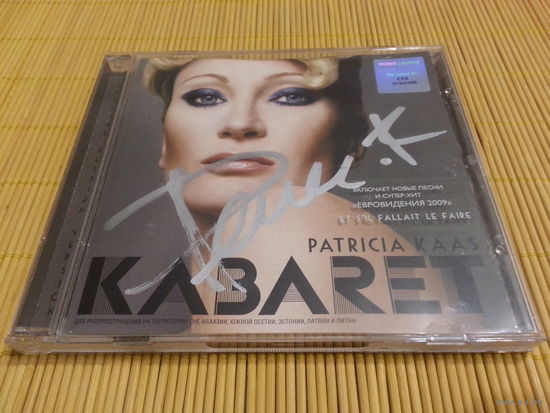 ВКЛЮЧАЕТ НОВЫЕ ПЕСНИ
И СУПЕР-ХИТ
«ЕВРОВИДЕНИЯ 2009»
ET S'IL FALLAIT LE FAIRE
PATRICIA KAAS
KABARET
ДЛЯ РАСПРОСТРАНЕНИЯ НА ТЕРРИТОРИИ СНГ, АБХАЗИИ, ЮЖНОЙ ОСЕТИИ, ЭСТОНИИ, ЛАТВИИ И ЛИТВЫ